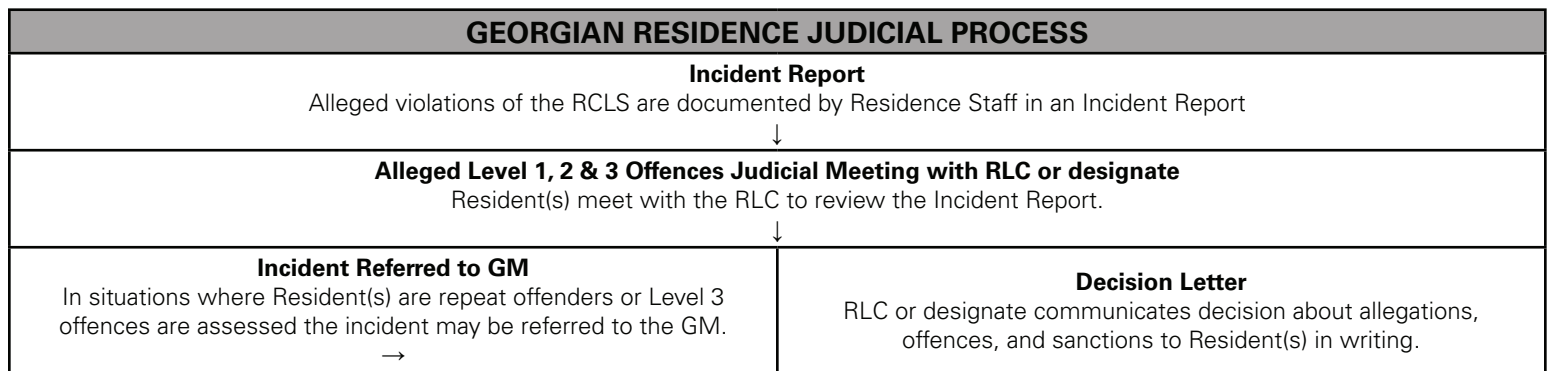 GEORGIAN RESIDENCE JUDICIAL PROCESS
Incident Report
Alleged violations of the RCLS are documented by Residence Staff in an Incident Report
↓
Alleged Level 1, 2 & 3 Offences Judicial Meeting with RLC or designate
Resident(s) meet with the RLC to review the Incident Report.
↓
Incident Referred to GM
In situations where Resident(s) are repeat offenders or Level 3
offences are assessed the incident may be referred to the GM.
→
Decision Letter
RLC or designate communicates decision about allegations,
offences, and sanctions to Resident(s) in writing.